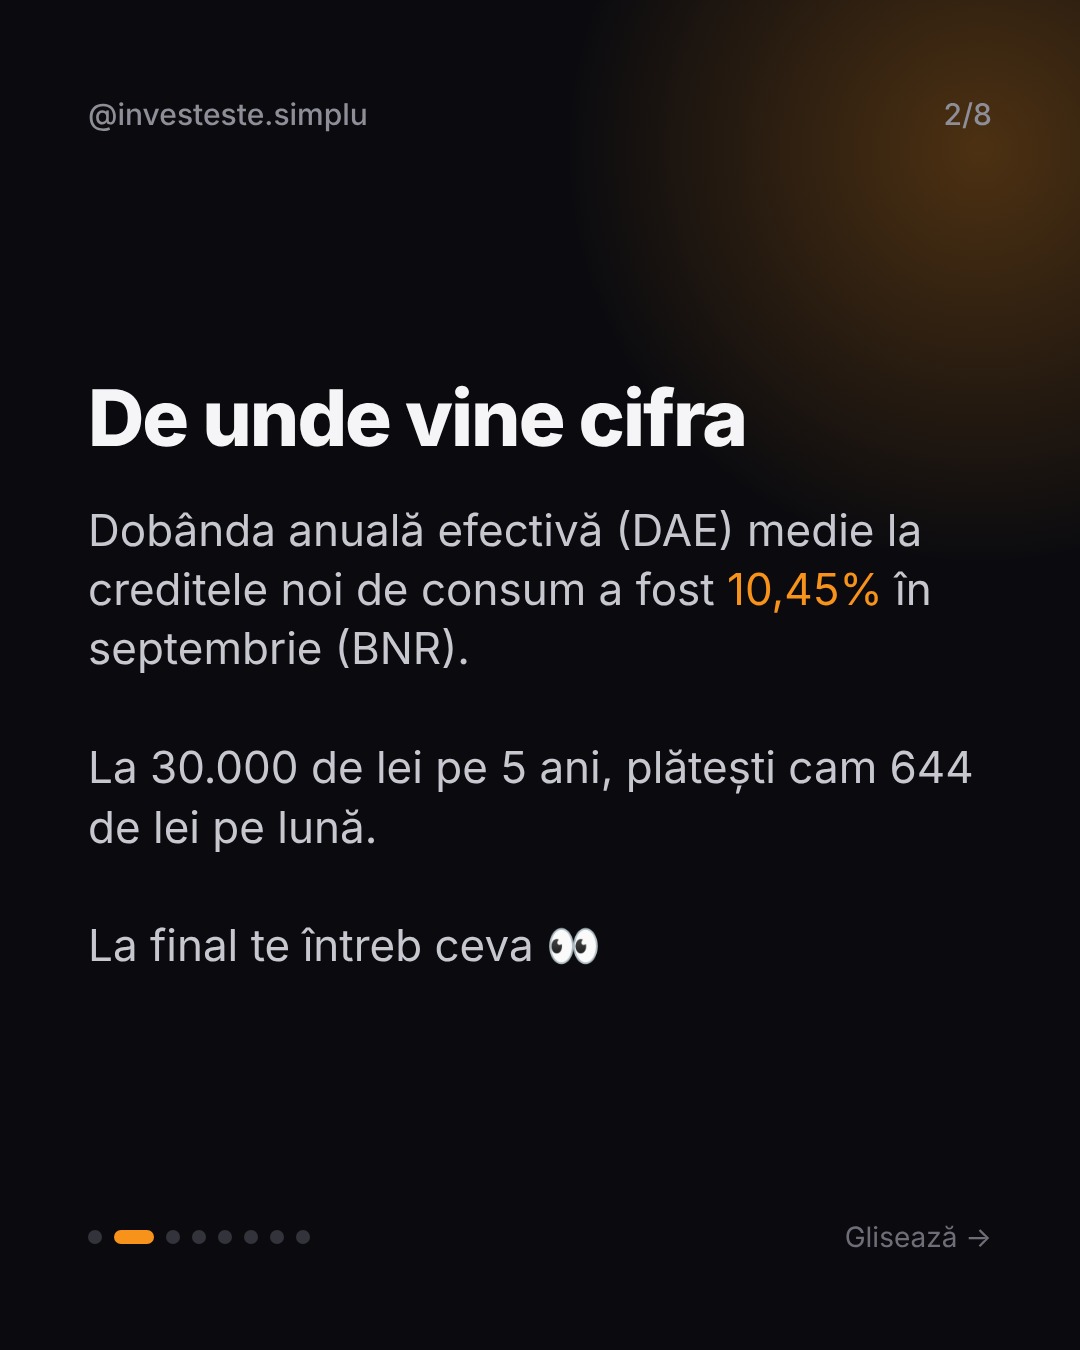 @investeste.simplu
2/8
De unde vine cifra
Dobânda anuală efectivă (DAE) medie la
creditele noi de consum a fost 10,45% în
septembrie (BNR).
La 30.000 de lei pe 5 ani, plătești cam 644
de lei pe lună.
La final te întreb ceva 👀
Glisează →